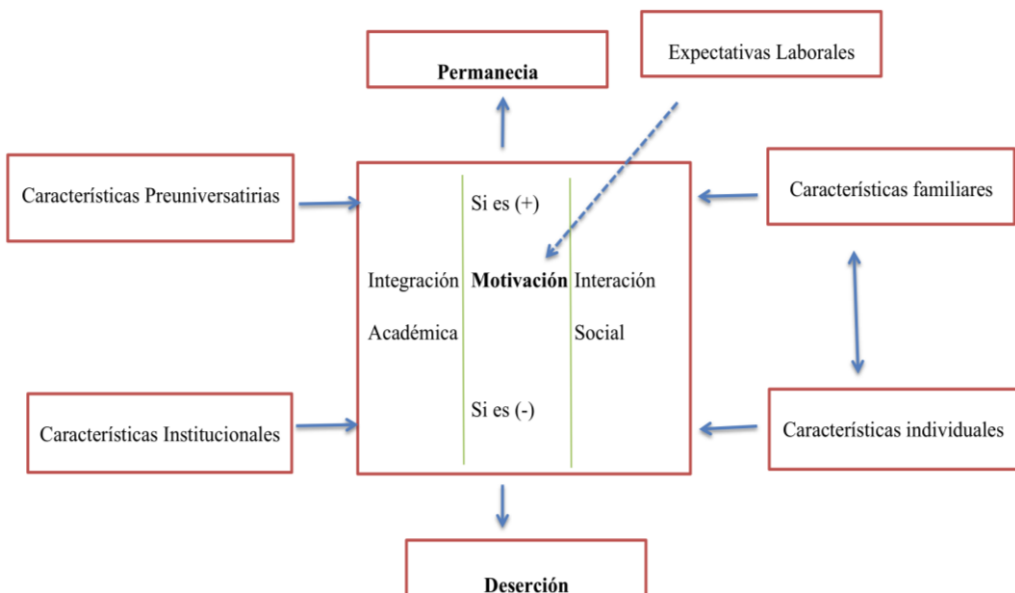 Expectativas Laborales
Permanecia
Características Preuniversatirias
Características familiares
Si es (+)
Integración Motivación Interación
Académica Social
Si es (-)
Características Institucionales
Características individuales
Deserción